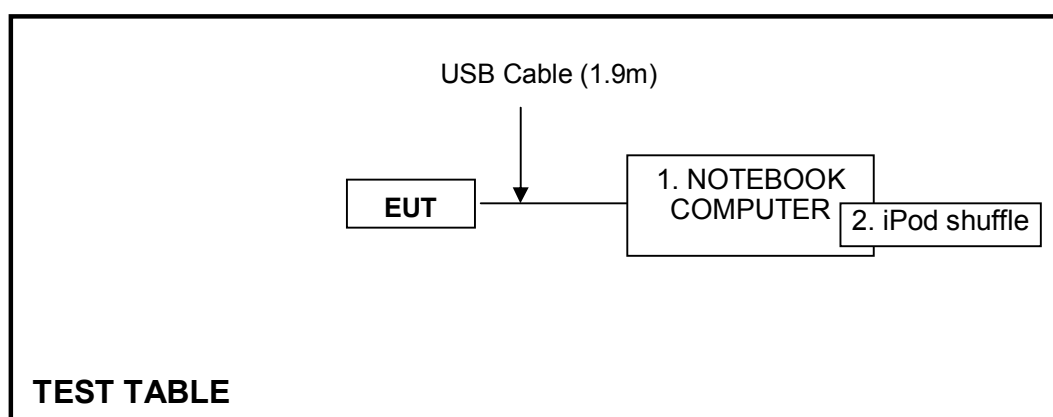 USB Cable (1.9m)
EUT
1. NOTEBOOK
COMPUTER
2. iPod shuffle
TEST TABLE